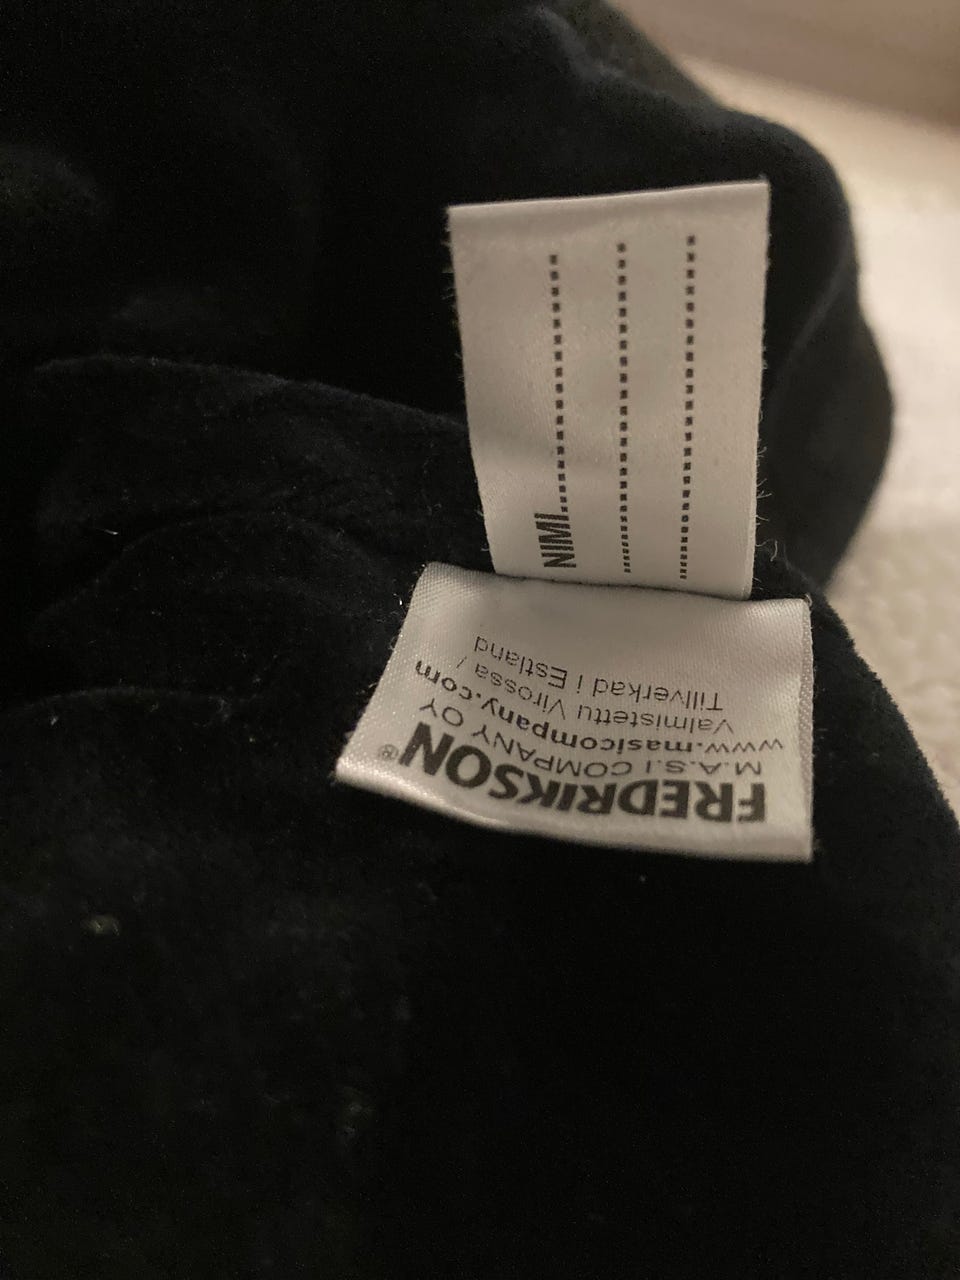 NIMI..............................
..............................
..............................
FREDRIKSON®
M.A.S.I COMPANY OY
www.masicompany.com
Valmistettu Virossa /
Tillverkad i Estland